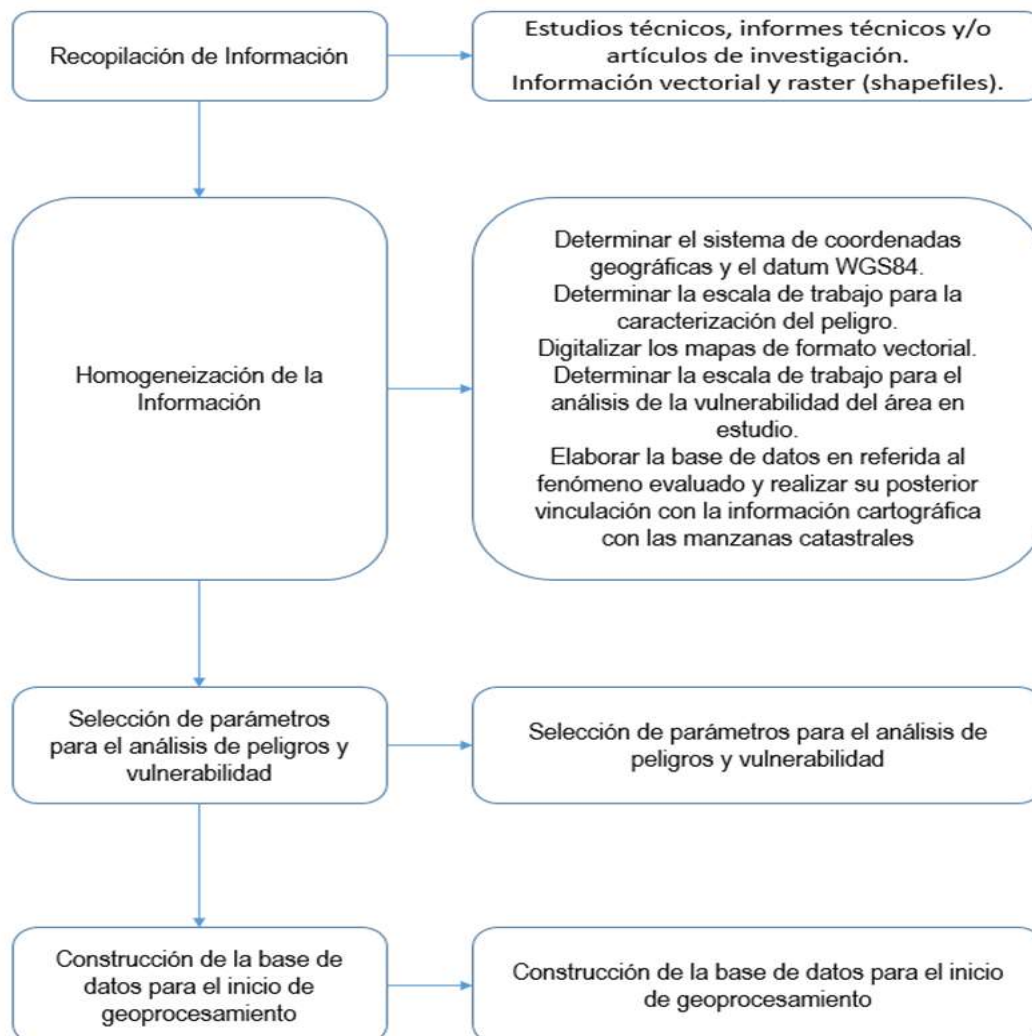 Recopilación de Información
Estudios técnicos, informes técnicos y/o
artículos de investigación.
Información vectorial y raster (shapefiles).
Homogeneización de la
Información
Determinar el sistema de coordenadas
geográficas y el datum WGS84.
Determinar la escala de trabajo para la
caracterización del peligro.
Digitalizar los mapas de formato vectorial.
Determinar la escala de trabajo para el
análisis de la vulnerabilidad del área en
estudio.
Elaborar la base de datos en referida al
fenómeno evaluado y realizar su posterior
vinculación con la información cartográfica
con las manzanas catastrales
Selección de parámetros
para el análisis de peligros y
vulnerabilidad
Selección de parámetros para el análisis de
peligros y vulnerabilidad
Construcción de la base de
datos para el inicio de
geoprocesamiento
Construcción de la base de datos para el inicio
de geoprocesamiento